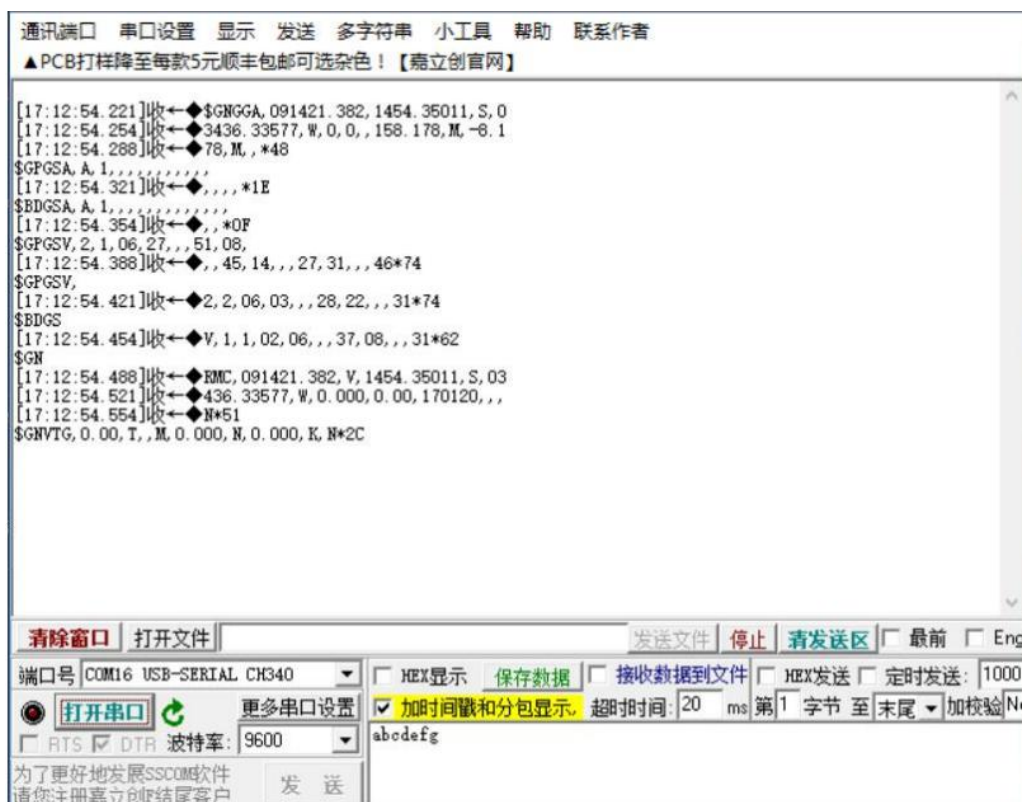 通讯端口 串口设置 显示 发送 多字符串 小工具 帮助 联系作者
▲PCB打样降至每款5元顺丰包邮可选杂色！【嘉立创官网】
[17:12:54.221]收←◆$GNGGA,091421.382,1454.35011,S,0
[17:12:54.254]收←◆3436.33577,W,0,0,,158.178,M,-8.1
[17:12:54.288]收←◆78,M,,*48
$GPGSA,A,1,,,,,,,,,,,,
[17:12:54.321]收←◆,,,,*1E
$BDGSA,A,1,,,,,,,,,,,,,
[17:12:54.354]收←◆,,*0F
$GPGSV,2,1,06,27,,,51,08,
[17:12:54.388]收←◆,,45,14,,,27,31,,,46*74
$GPGSV,
[17:12:54.421]收←◆2,2,06,03,,,28,22,,,31*74
$BDGS
[17:12:54.454]收←◆V,1,1,02,06,,,37,08,,,31*62
$GN
[17:12:54.488]收←◆RMC,091421.382,V,1454.35011,S,03
[17:12:54.521]收←◆436.33577,W,0.000,0.00,170120,,,
[17:12:54.554]收←◆N*51
$GNVTG,0.00,T,,M,0.000,N,0.000,K,N*2C
清除窗口 打开文件 发送文件 停止 清发送区 最前 Eng
端口号 COM16 USB-SERIAL CH340 HEX显示 保存数据 接收数据到文件 HEX发送 定时发送: 1000
打开串口 更多串口设置 加时间戳和分包显示, 超时时间: 20 ms 第1 字节 至 末尾 加校验
RTS DTR 波特率: 9600 abcdefg
为了更好地发展SSCOM软件 发 送
请您注册嘉立创F结尾客户